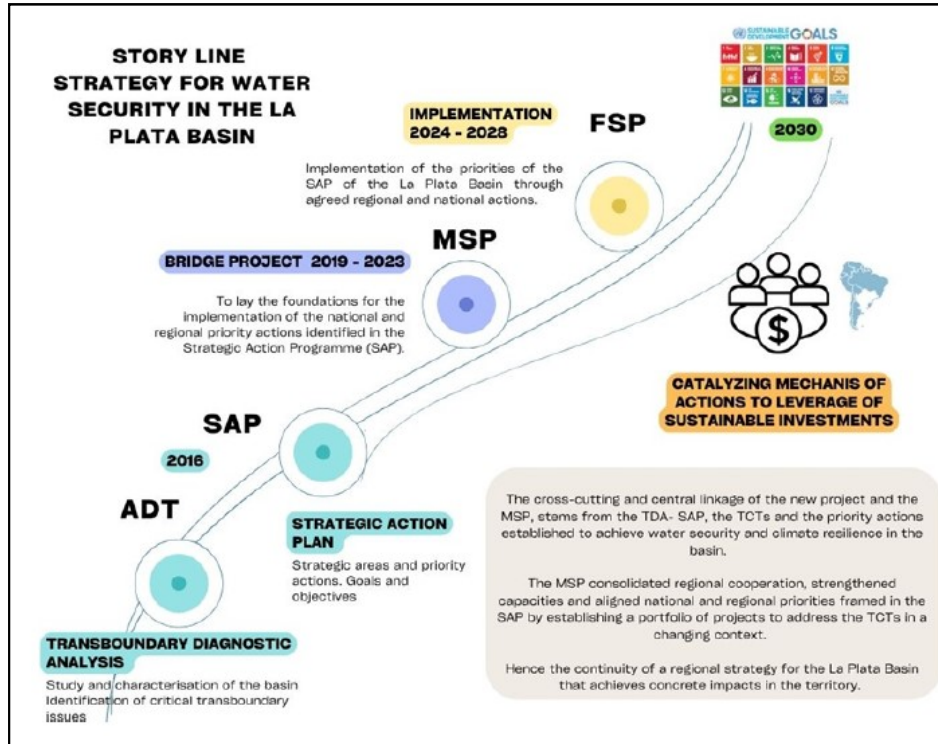 STORY LINE
STRATEGY FOR WATER
SECURITY IN THE LA
PLATA BASIN
SUSTAINABLE DEVELOPMENT GOALS
2030
IMPLEMENTATION
2024 - 2028
FSP
Implementation of the priorities of the
SAP of the La Plata Basin through
agreed regional and national actions.
MSP
BRIDGE PROJECT 2019 - 2023
To lay the foundations for the
implementation of the national and
regional priority actions identified in the
Strategic Action Programme (SAP).
$
CATALYZING MECHANIS OF
ACTIONS TO LEVERAGE OF
SUSTAINABLE INVESTMENTS
SAP
2016
ADT
STRATEGIC ACTION
PLAN
Strategic areas and priority
actions. Goals and
objectives
TRANSBOUNDARY DIAGNOSTIC
ANALYSIS
Study and characterisation of the basin
Identification of critical transboundary
issues
The cross-cutting and central linkage of the new project and the
MSP, stems from the TDA- SAP, the TCTs and the priority actions
established to achieve water security and climate resilience in the
basin.
The MSP consolidated regional cooperation, strengthened
capacities and aligned national and regional priorities framed in the
SAP by establishing a portfolio of projects to address the TCTs in a
changing context.
Hence the continuity of a regional strategy for the La Plata Basin
that achieves concrete impacts in the territory.